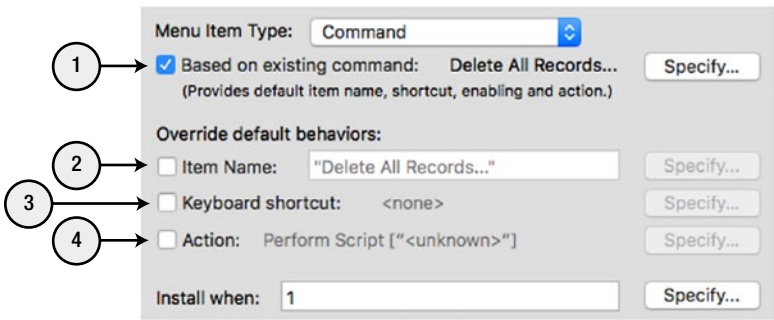 Menu Item Type: Command
1 Based on existing command: Delete All Records... Specify...
(Provides default item name, shortcut, enabling and action.)
Override default behaviors:
2 Item Name: "Delete All Records..." Specify...
3 Keyboard shortcut: <none> Specify...
4 Action: Perform Script [“<unknown>“] Specify...
Install when: 1 Specify...